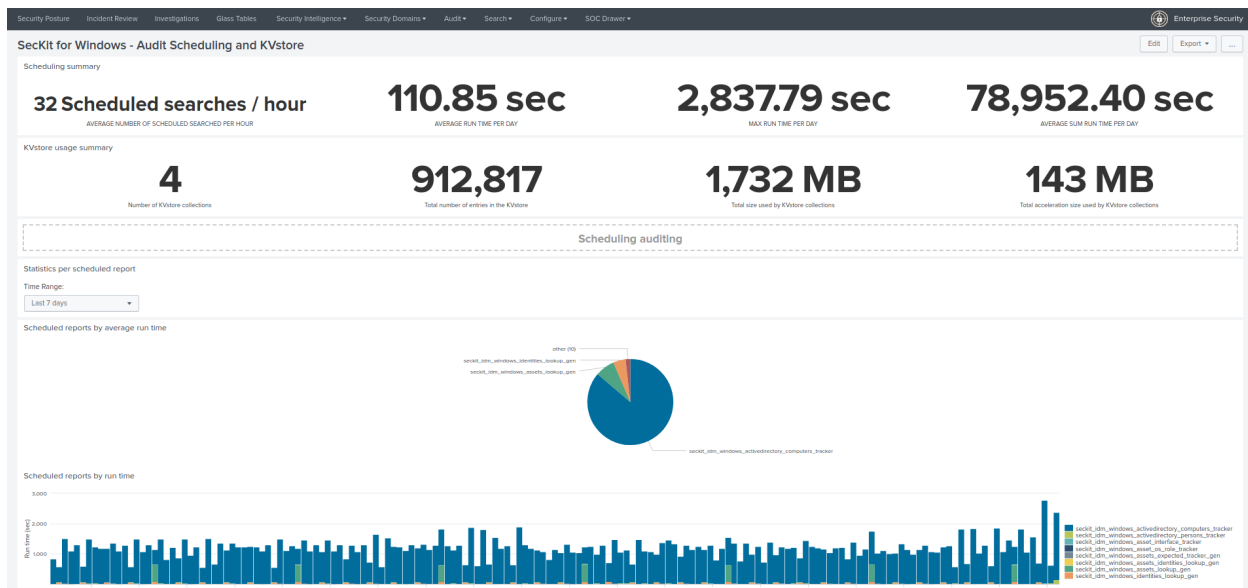 Security Posture Incident Review Investigations Glass Tables Security Intelligence Security Domains Audit Search Configure SOC Drawer Enterprise Security
SecKit for Windows - Audit Scheduling and KVstore Edit Export ...
Scheduling summary
32 Scheduled searches / hour 110.85 sec 2,837.79 sec 78,952.40 sec
AVERAGE NUMBER OF SCHEDULED SEARCHED PER HOUR AVERAGE RUN TIME PER DAY MAX RUN TIME PER DAY AVERAGE SUM RUN TIME PER DAY
KVstore usage summary
4 912,817 1,732 MB 143 MB
Number of KVstore collections Total number of entries in the KVstore Total size used by KVstore collections Total acceleration size used by KVstore collections
Scheduling auditing
Statistics per scheduled report
Time Range:
Last 7 days
Scheduled reports by average run time
other (10)
seckit_idm_windows_identities_lookup_gen
seckit_idm_windows_assets_lookup_gen
seckit_idm_windows_activedirectory_computers_tracker
Scheduled reports by run time
3,000
2,000
1,000
Run time (sec)
seckit_idm_windows_activedirectory_computers_tracker
seckit_idm_windows_activedirectory_persons_tracker
seckit_idm_windows_asset_interface_tracker
seckit_idm_windows_asset_os_role_tracker
seckit_idm_windows_assets_expected_tracker_gen
seckit_idm_windows_assets_identities_lookup_gen
seckit_idm_windows_assets_lookup_gen
seckit_idm_windows_identities_lookup_gen